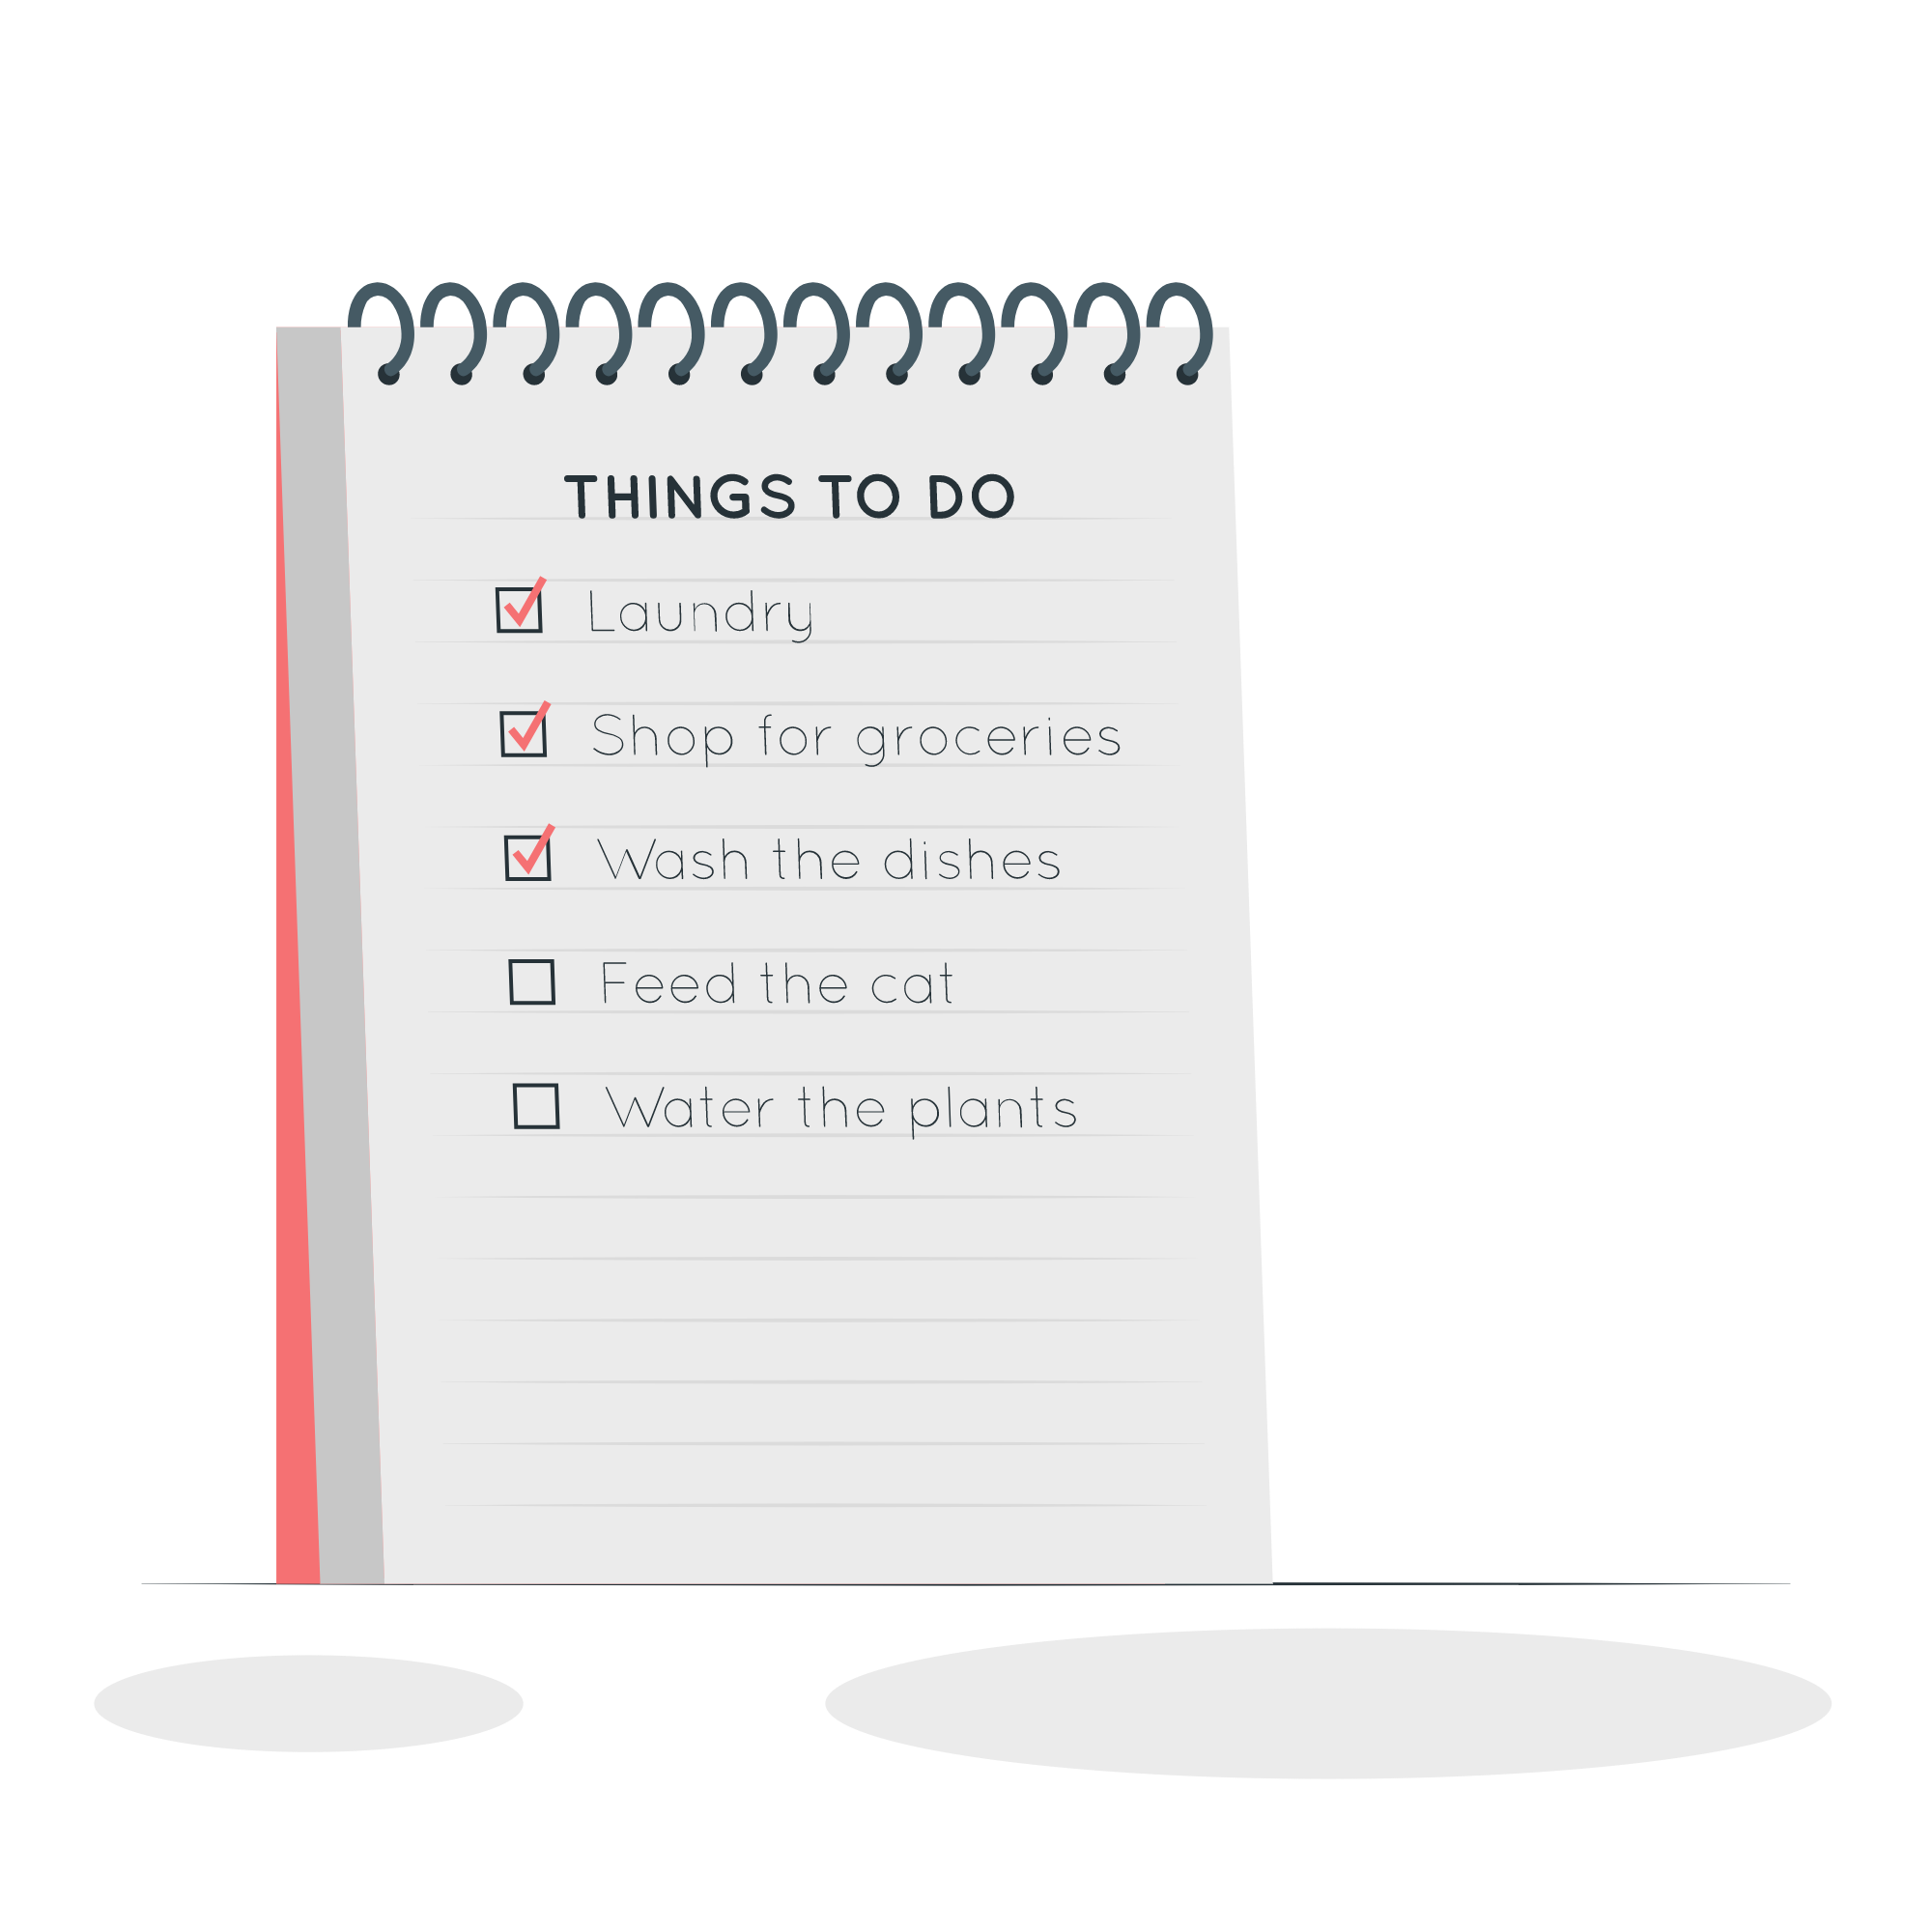 THINGS TO DO
Laundry
Shop for groceries
Wash the dishes
Feed the cat
Water the plants